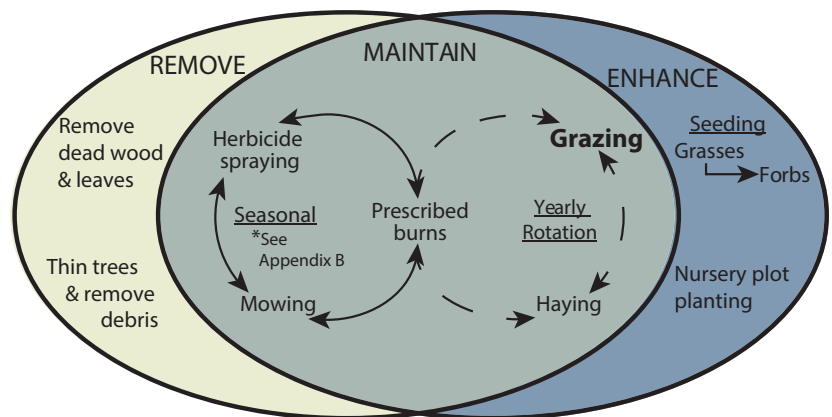 REMOVE
MAINTAIN
ENHANCE
Remove
dead wood
& leaves
Thin trees
& remove
debris
Herbicide
spraying
Seasonal
*See
Appendix B
Mowing
Prescribed
burns
Grazing
Yearly
Rotation
Haying
Seeding
Grasses
Forbs
Nursery plot
planting